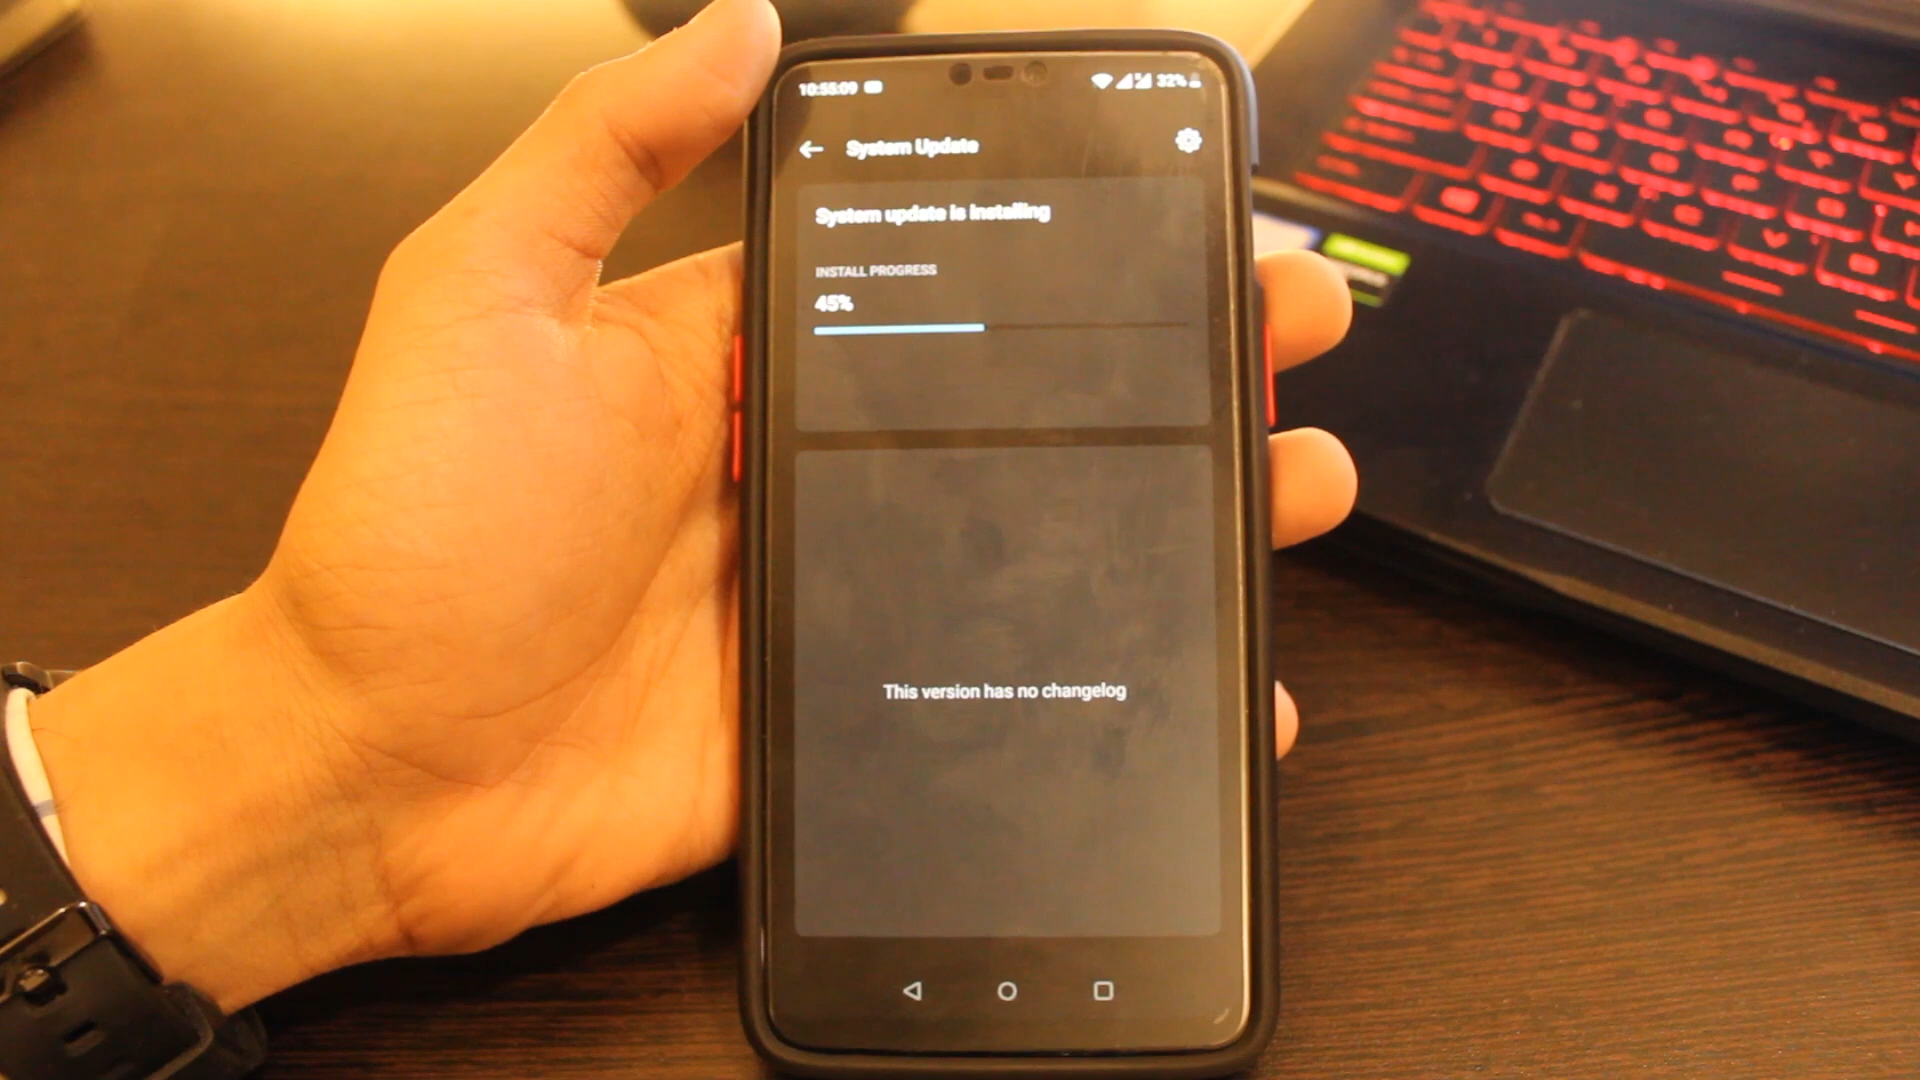 10:55:09
32%
System Update
System update is installing
INSTALL PROGRESS
45%
This version has no changelog